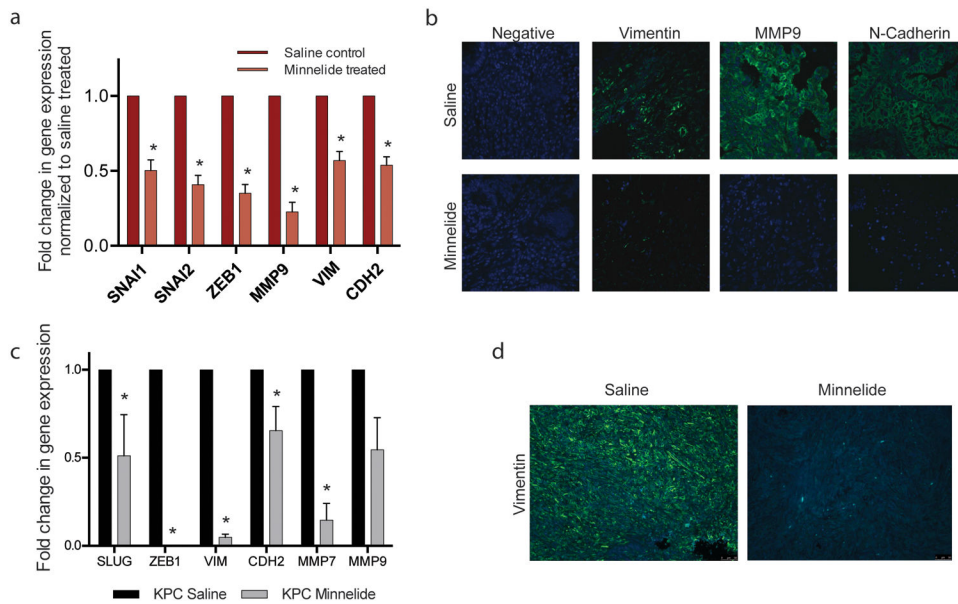 a
Saline control
Minnelide treated
Fold change in gene expression
normalized to saline treated
1.0
0.5
0.0
*
*
*
*
*
*
SNAI1
SNAI2
ZEB1
MMP9
VIM
CDH2
b
Negative
Vimentin
MMP9
N-Cadherin
Saline
Minnelide
c
Fold change in gene expression
1.0
0.5
0.0
*
*
*
*
*
SLUG
ZEB1
VIM
CDH2
MMP7
MMP9
KPC Saline
KPC Minnelide
d
Saline
Minnelide
Vimentin